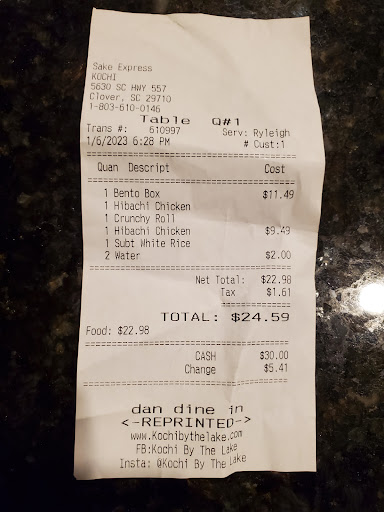 Sake Express
KOCHI
5630 SC HWY 557
Clover, SC 29710
1-803-610-0146
Table Q#1
Trans #: 610997 Serv: Ryleigh
1/6/2023 6:28 PM # Cust:1
Quan Descript Cost
1 Bento Box $11.49
1 Hibachi Chicken
1 Crunchy Roll
1 Hibachi Chicken $9.49
1 Subt White Rice
2 Water $2.00
Net Total: $22.98
Tax $1.61
TOTAL: $24.59
Food: $22.98
CASH $30.00
Change $5.41
dan dine in
<-REPRINTED->
www.Kochibythelake.com
FB:Kochi By The Lake
Insta: @Kochi By The Lake